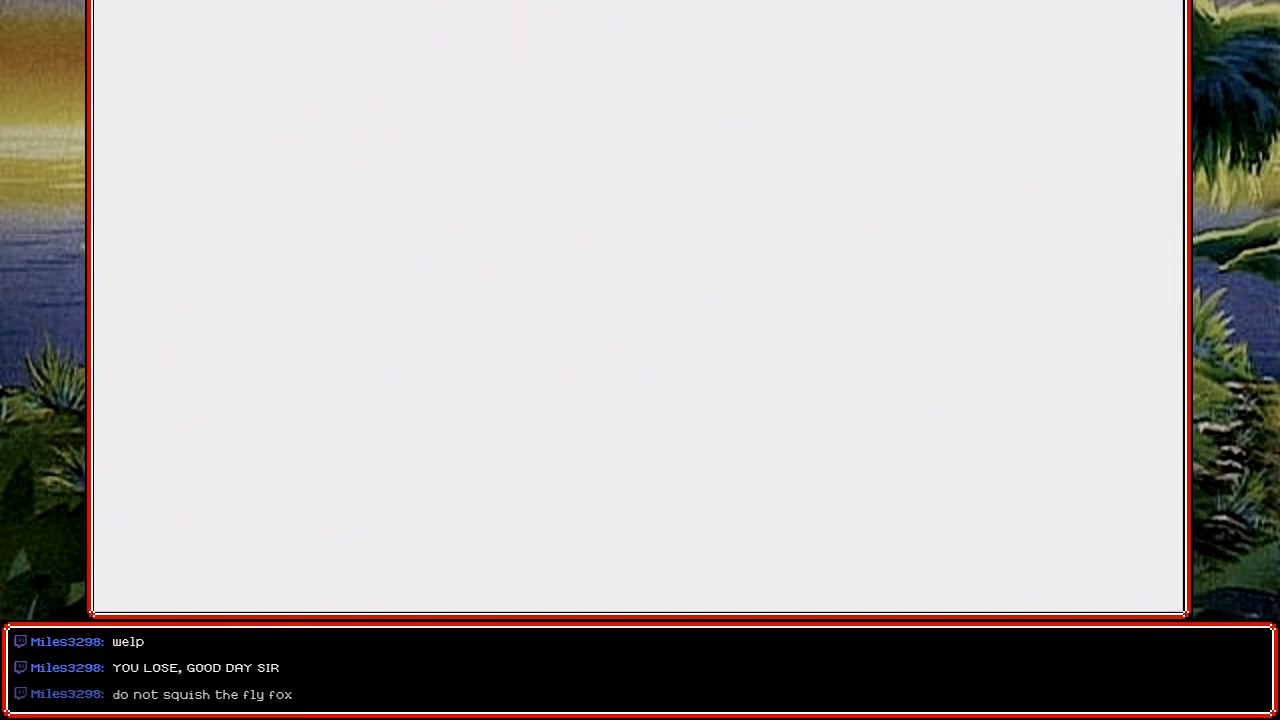 Miles3298: welp
Miles3298: YOU LOSE, GOOD DAY SIR
Miles3298: do not squish the fly fox